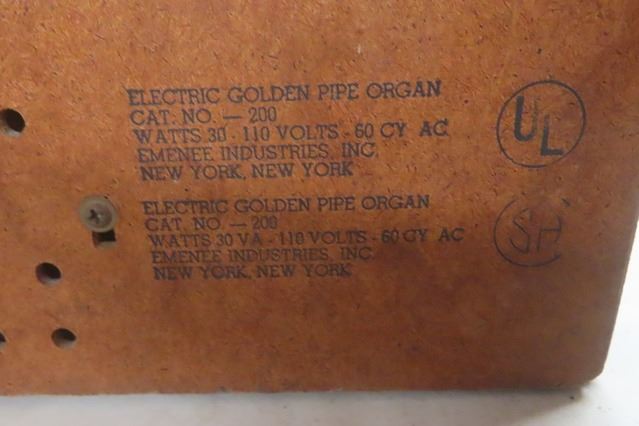 ELECTRIC GOLDEN PIPE ORGAN
CAT. NO. — 200
WATTS 30 - 110 VOLTS - 60 CY AC
EMENEE INDUSTRIES, INC.
NEW YORK, NEW YORK
UL
ELECTRIC GOLDEN PIPE ORGAN
CAT NO. — 200
WATTS 30 VA - 110 VOLTS - 60 CY AC
EMENEE INDUSTRIES, INC.
NEW YORK, NEW YORK
SA